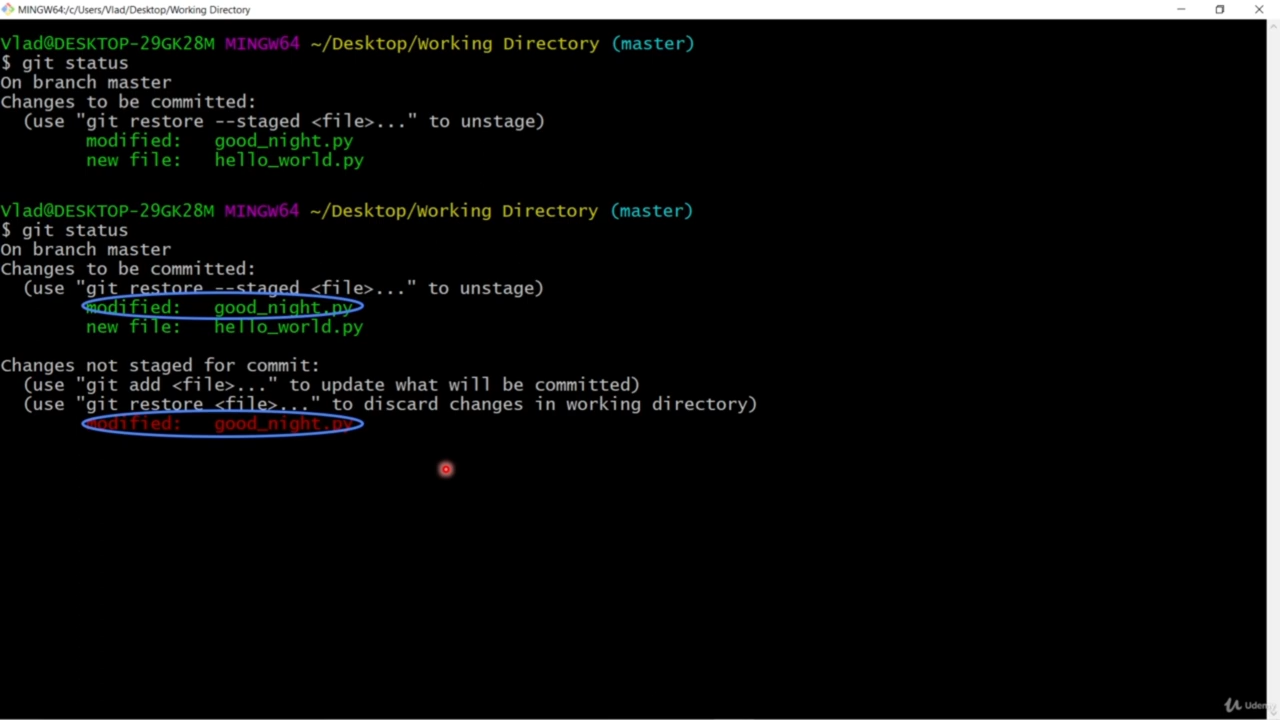 MINGW64:/c/Users/Vlad/Desktop/Working Directory
Vlad@DESKTOP-29GK28M MINGW64 ~/Desktop/Working Directory (master)
$ git status
On branch master
Changes to be committed:
  (use "git restore --staged <file>..." to unstage)
        modified:   good_night.py
        new file:   hello_world.py

Vlad@DESKTOP-29GK28M MINGW64 ~/Desktop/Working Directory (master)
$ git status
On branch master
Changes to be committed:
  (use "git restore --staged <file>..." to unstage)
        modified:   good_night.py
        new file:   hello_world.py

Changes not staged for commit:
  (use "git add <file>..." to update what will be committed)
  (use "git restore <file>..." to discard changes in working directory)
        modified:   good_night.py
Udemy